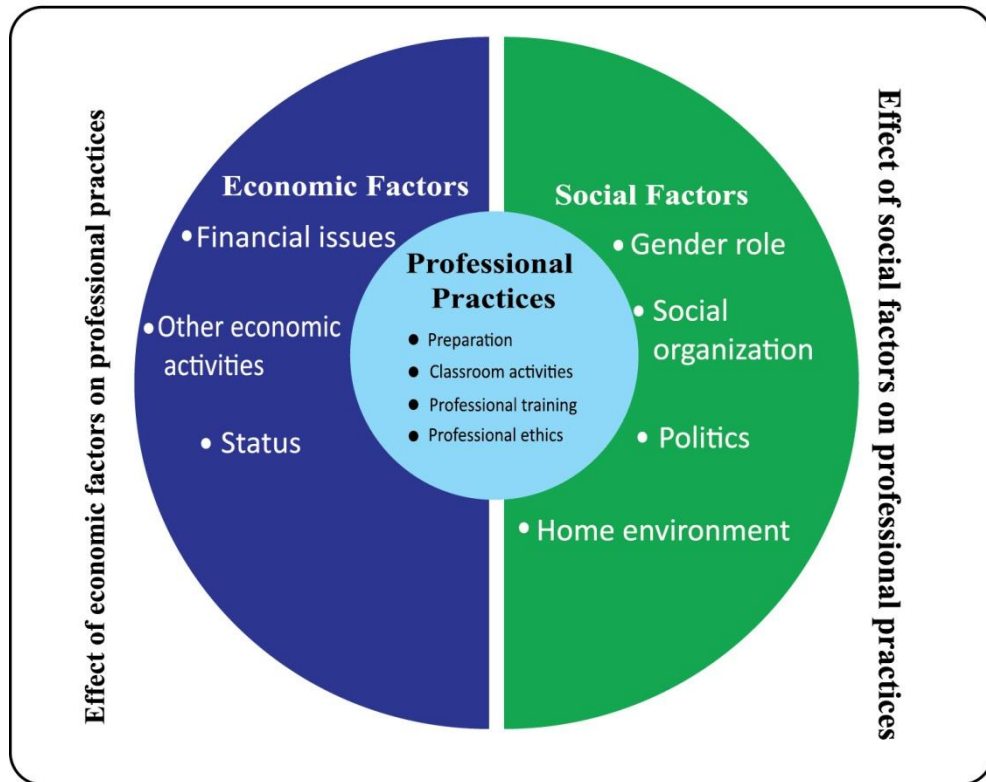 Effect of economic factors on professional practices
Economic Factors
• Financial issues
• Other economic
activities
• Status
Professional
Practices
● Preparation
● Classroom activities
● Professional training
● Professional ethics
Social Factors
• Gender role
• Social
organization
• Politics
• Home environment
Effect of social factors on professional practices